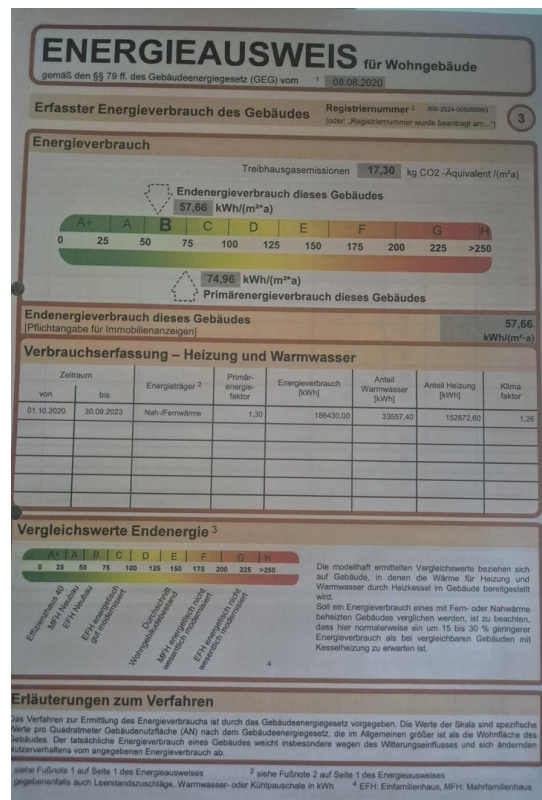 ENERGIEAUSWEIS für Wohngebäude
gemäß den §§ 79 ff. des Gebäudeenergiegesetz (GEG) vom ¹ 08.08.2020
Erfasster Energieverbrauch des Gebäudes Registriernummer ²
(oder: „Registriernummer wurde beantragt am...") 3
Energieverbrauch
Treibhausgasemissionen 17,30 kg CO2 -Äquivalent /(m²a)
Endenergieverbrauch dieses Gebäudes
57,66 kWh/(m²*a)
A+ A B C D E F G H
0 25 50 75 100 125 150 175 200 225 >250
74,96 kWh/(m²*a)
Primärenergieverbrauch dieses Gebäudes
Endenergieverbrauch dieses Gebäudes 57,66
[Pflichtangabe für Immobilienanzeigen] kWh/(m²·a)
Verbrauchserfassung – Heizung und Warmwasser
Zeitraum
von bis
Energieträger ²
Primär-
energie-
faktor
Energieverbrauch
[kWh]
Anteil
Warmwasser
[kWh]
Anteil Heizung
[kWh]
Klima
faktor
01.10.2020 30.09.2023 Nah-/Fernwärme 1,30 186430,00 33557,40 152872,60 1,26
Vergleichswerte Endenergie ³
A+ A B C D E F G H
0 25 50 75 100 125 150 175 200 225 >250
Effizienzhaus 40
MFH Neubau
EFH Neubau
EFH energetisch
gut modernisiert
Durchschnitt
Wohngebäudebestand
MFH energetisch nicht
wesentlich modernisiert
EFH energetisch nicht
wesentlich modernisiert
4
Die modellhaft ermittelten Vergleichswerte beziehen sich
auf Gebäude, in denen die Wärme für Heizung und
Warmwasser durch Heizkessel im Gebäude bereitgestellt
wird.
Soll ein Energieverbrauch eines mit Fern- oder Nahwärme
beheizten Gebäudes verglichen werden, ist zu beachten,
dass hier normalerweise ein um 15 bis 30 % geringerer
Energieverbrauch als bei vergleichbaren Gebäuden mit
Kesselheizung zu erwarten ist.
Erläuterungen zum Verfahren
Das Verfahren zur Ermittlung des Energieverbrauchs ist durch das Gebäudeenergiegesetz vorgegeben. Die Werte der Skala sind spezifische
Werte pro Quadratmeter Gebäudenutzfläche (AN) nach dem Gebäudeenergiegesetz, die im Allgemeinen größer ist als die Wohnfläche des
Gebäudes. Der tatsächliche Energieverbrauch eines Gebäudes weicht insbesondere wegen des Witterungseinflusses und sich ändernden
Nutzerverhaltens vom angegebenen Energieverbrauch ab.
siehe Fußnote 1 auf Seite 1 des Energieausweises ² siehe Fußnote 2 auf Seite 1 des Energieausweises
gegebenenfalls auch Leerstandszuschläge, Warmwasser- oder Kühlpauschale in kWh ⁴ EFH: Einfamilienhaus, MFH: Mehrfamilienhaus